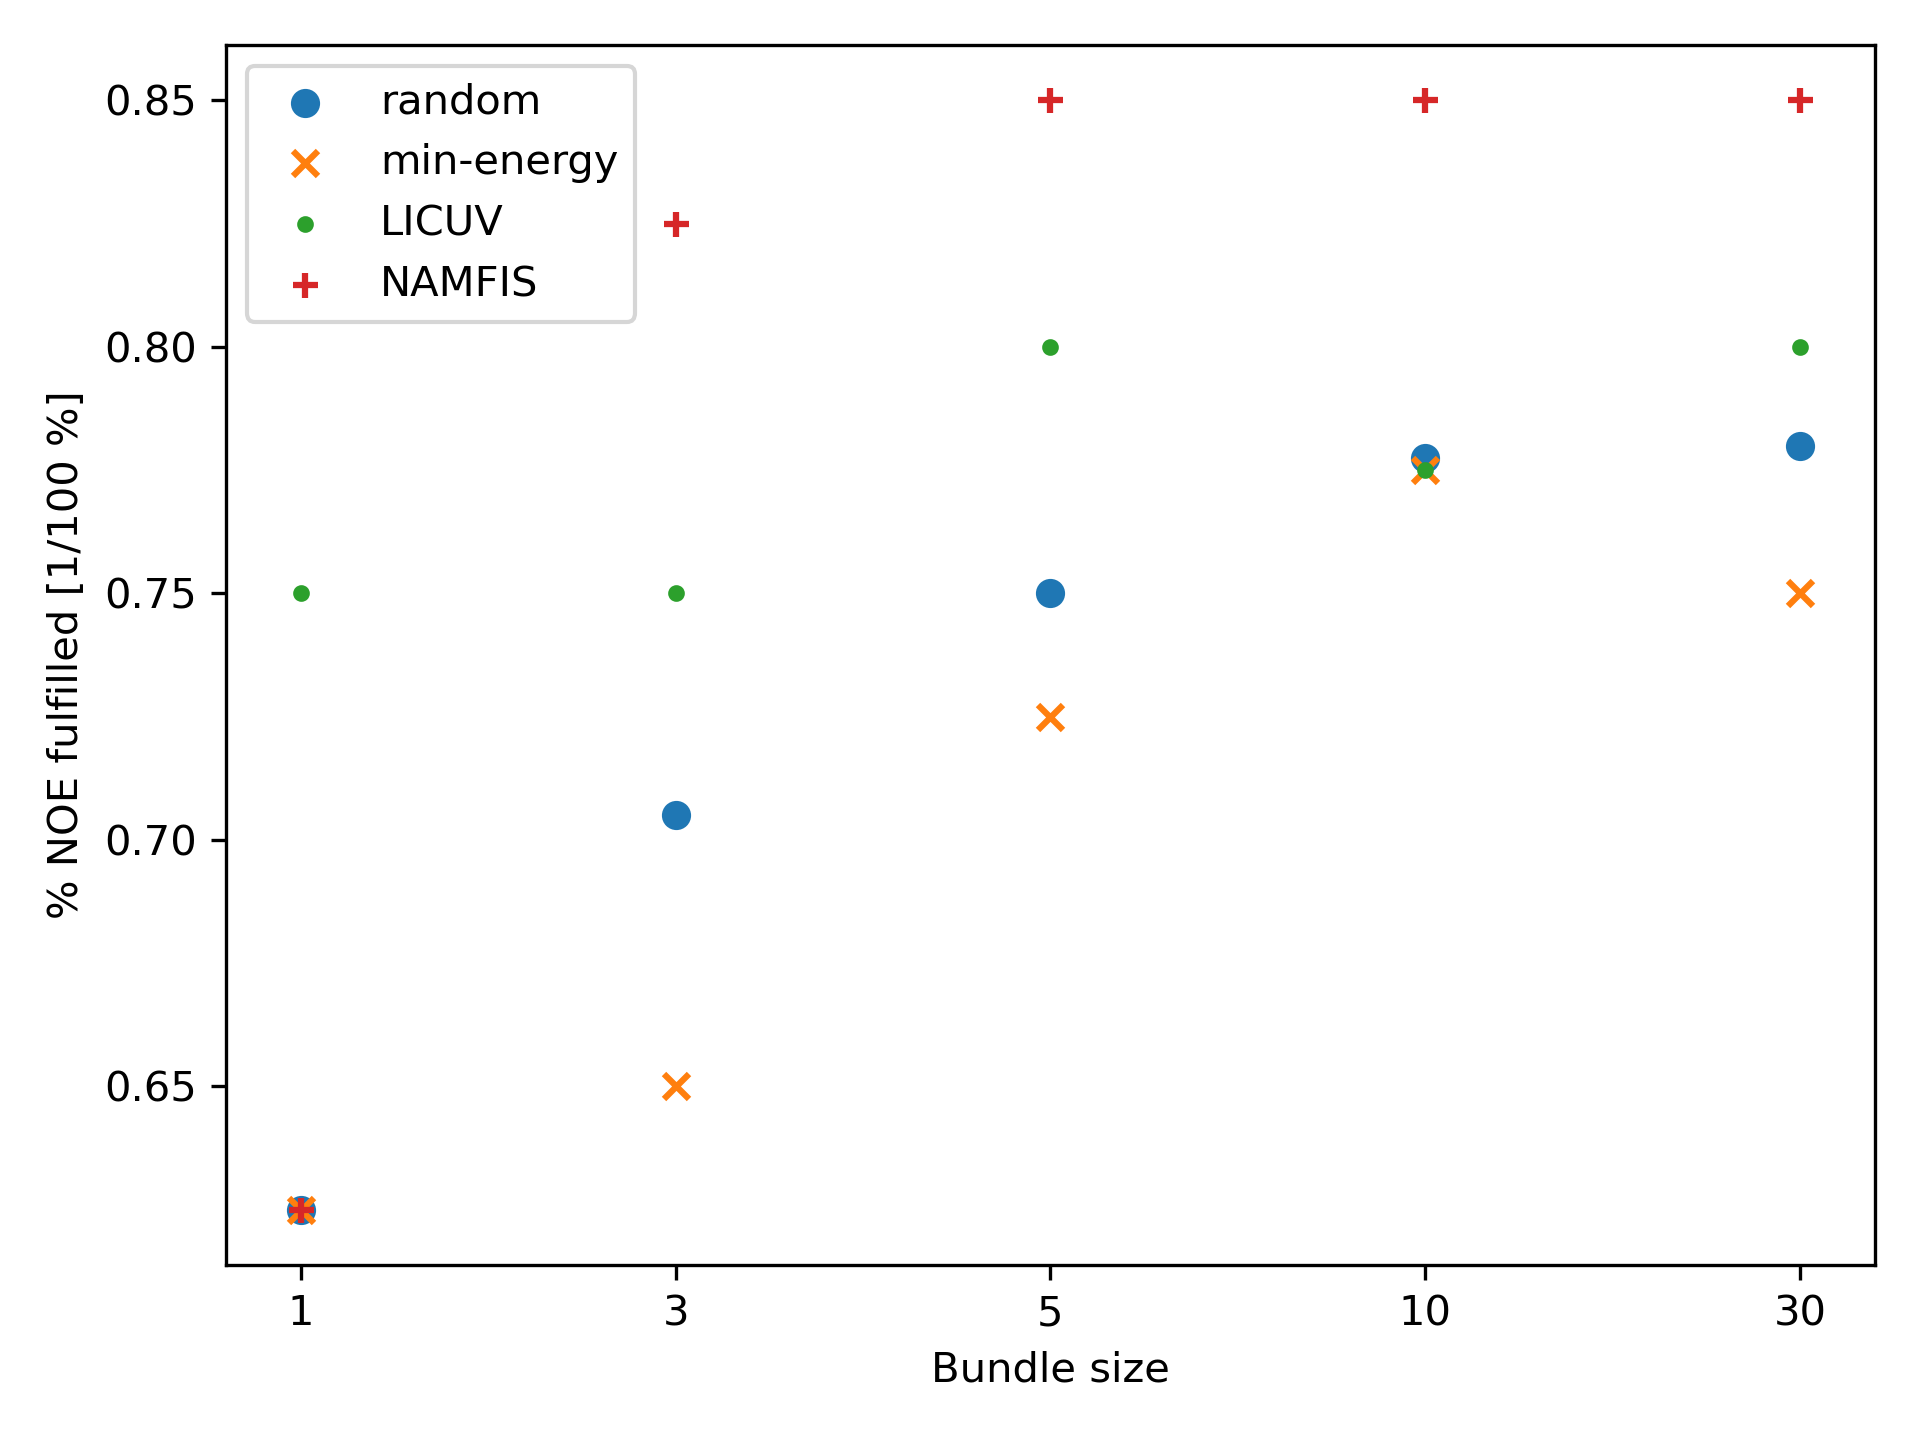 random
min-energy
LICUV
NAMFIS
0.85
0.80
0.75
0.70
0.65
% NOE fulfilled [1/100 %]
1 3 5 10 30
Bundle size